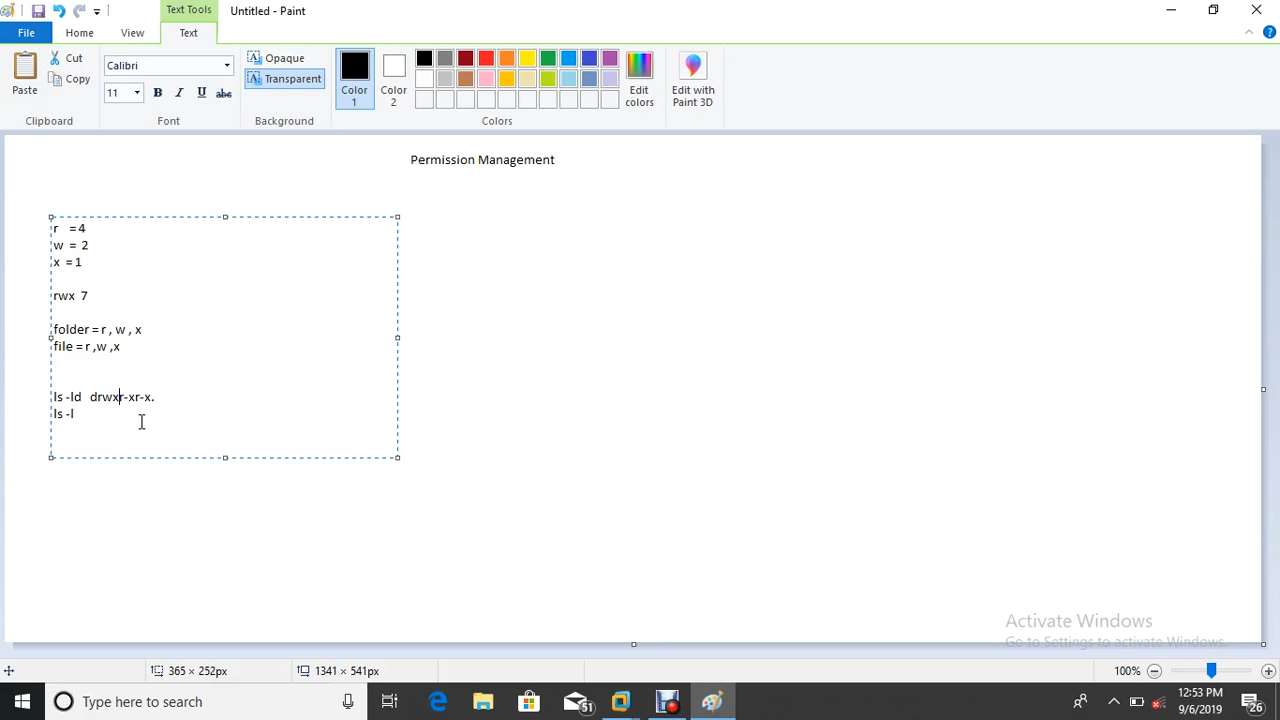 Text Tools
Untitled - Paint
File
Home
View
Text
Paste
Cut
Copy
Clipboard
Calibri
11
B I U abc
Font
Opaque
Transparent
Background
Color 1
Color 2
Edit colors
Colors
Edit with Paint 3D
Permission Management
r = 4
w = 2
x = 1
rwx 7
folder = r , w , x
file = r ,w ,x
ls -ld drwxr-xr-x.
ls -l
Activate Windows
Go to Settings to activate Windows.
365 × 252px
1341 × 541px
100%
Type here to search
51
12:53 PM
9/6/2019
26